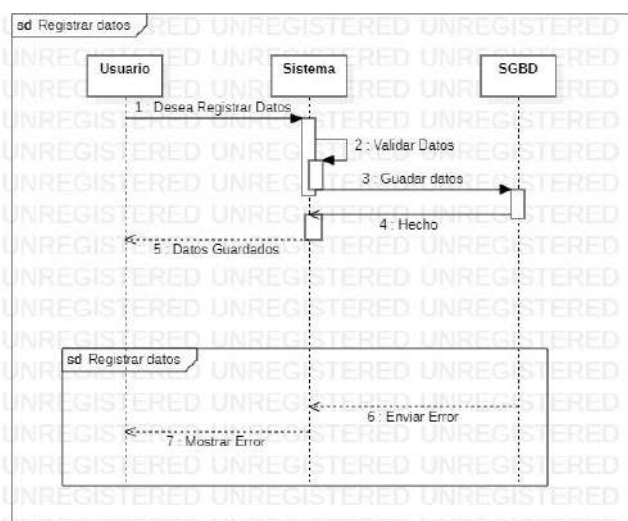 sd Registrar datos
Usuario
Sistema
SGBD
1 : Desea Registrar Datos
2 : Validar Datos
3 : Guadar datos
4 : Hecho
5 : Datos Guardados
sd Registrar datos
6 : Enviar Error
7 : Mostrar Error
UNREGISTERED